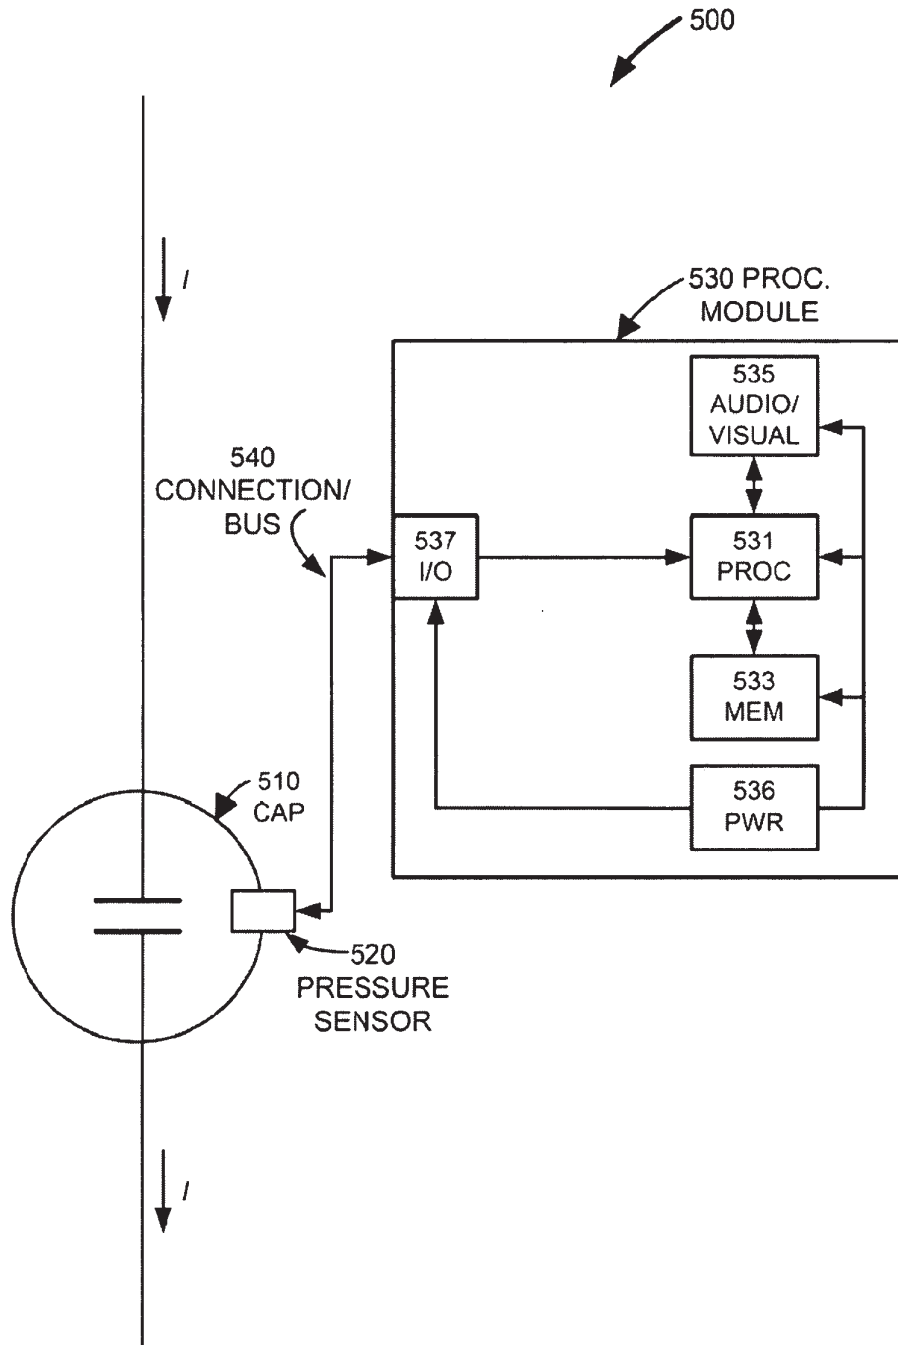 500
I
530 PROC.
MODULE
535
AUDIO/
VISUAL
540
CONNECTION/
BUS
537
I/O
531
PROC
533
MEM
510
CAP
536
PWR
520
PRESSURE
SENSOR
I